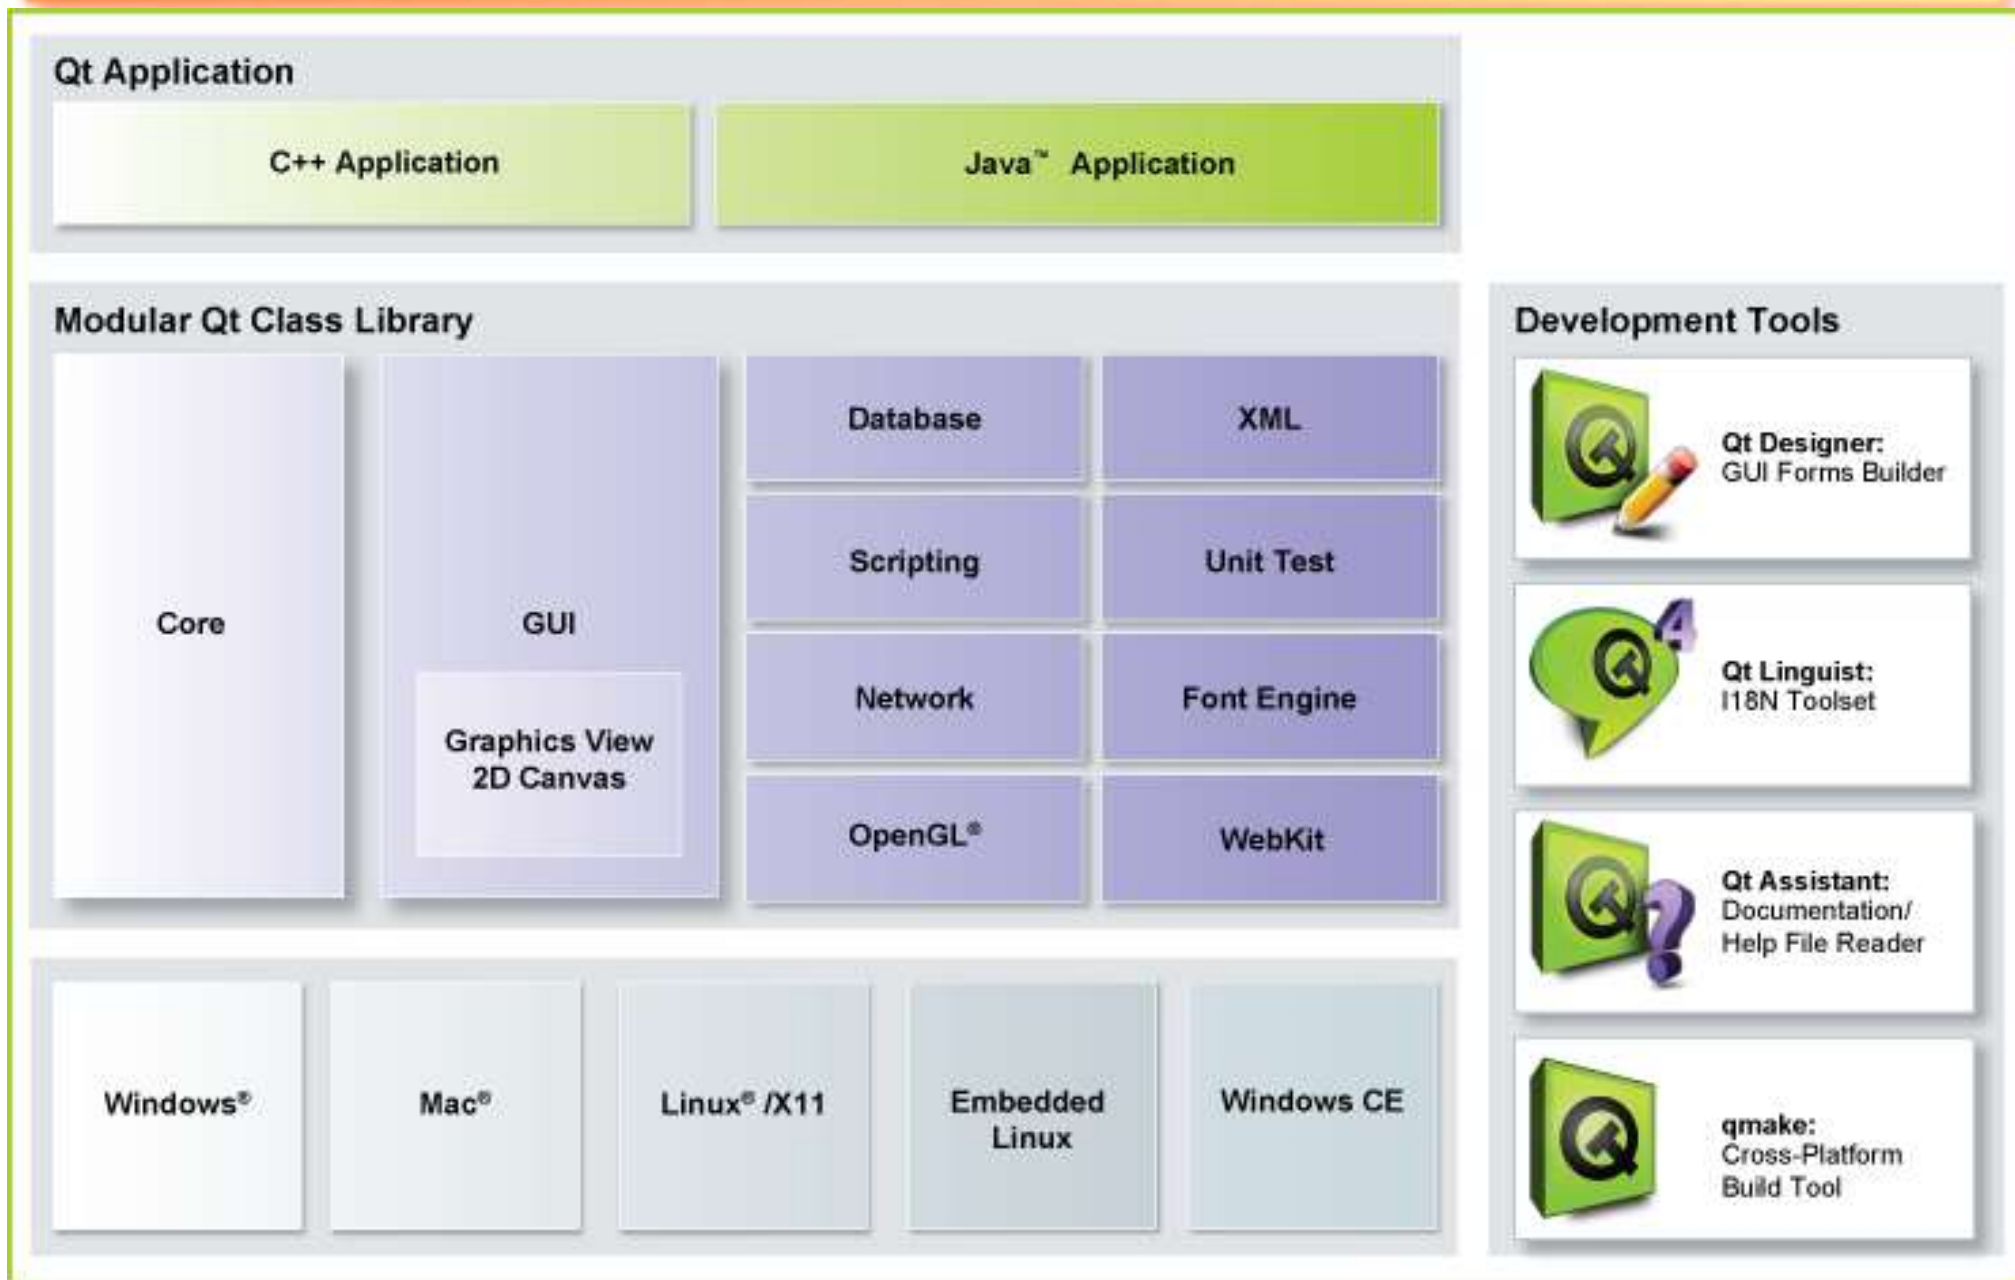 Qt Application
C++ Application
Java™ Application
Modular Qt Class Library
Core
GUI
Graphics View
2D Canvas
Database
XML
Scripting
Unit Test
Network
Font Engine
OpenGL®
WebKit
Windows®
Mac®
Linux® /X11
Embedded
Linux
Windows CE
Development Tools
Qt Designer:
GUI Forms Builder
Qt Linguist:
I18N Toolset
Qt Assistant:
Documentation/
Help File Reader
qmake:
Cross-Platform
Build Tool